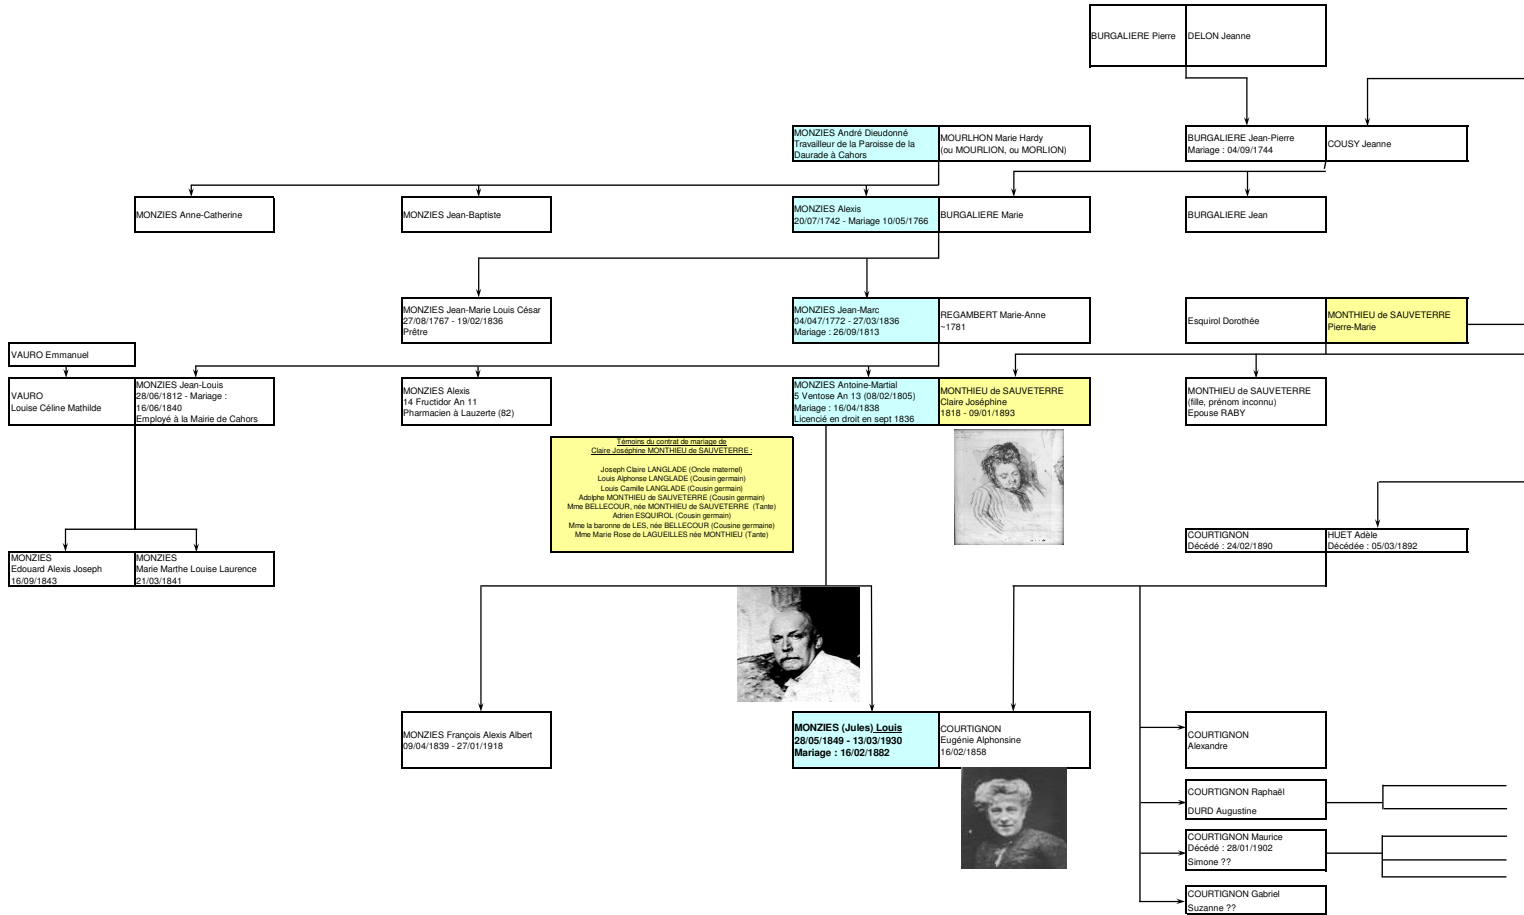 BURGALIERE Pierre
DELON Jeanne
MONZIES André Dieudonné
Travailleur de la Paroisse de la
Daurade à Cahors
MOURLHON Marie Hardy
(ou MOURLION, ou MORLION)
BURGALIERE Jean-Pierre
Mariage : 04/09/1744
COUSY Jeanne
MONZIES Anne-Catherine
MONZIES Jean-Baptiste
MONZIES Alexis
20/07/1742 - Mariage 10/05/1766
BURGALIERE Marie
BURGALIERE Jean
MONZIES Jean-Marie Louis César
27/08/1767 - 19/02/1836
Prêtre
MONZIES Jean-Marc
04/047/1772 - 27/03/1836
Mariage : 26/09/1813
REGAMBERT Marie-Anne
~1781
Esquirol Dorothée
MONTHIEU de SAUVETERRE
Pierre-Marie
VAURO Emmanuel
VAURO
Louise Céline Mathilde
MONZIES Jean-Louis
28/06/1812 - Mariage :
16/06/1840
Employé à la Mairie de Cahors
MONZIES Alexis
14 Fructidor An 11
Pharmacien à Lauzerte (82)
MONZIES Antoine-Martial
5 Ventose An 13 (08/02/1805)
Mariage : 16/04/1838
Licencié en droit en sept 1836
MONTHIEU de SAUVETERRE
Claire Joséphine
1818 - 09/01/1893
MONTHIEU de SAUVETERRE
(fille, prénom inconnu)
Epouse RABY
Témoins du contrat de mariage de
Claire Joséphine MONTHIEU de SAUVETERRE :
Joseph Claire LANGLADE (Oncle maternel)
Louis Alphonse LANGLADE (Cousin germain)
Louis Camille LANGLADE (Cousin germain)
Adolphe MONTHIEU de SAUVETERRE (Cousin germain)
Mme BELLECOUR, née MONTHIEU de SAUVETERRE (Tante)
Adrien ESQUIROL (Cousin germain)
Mme la baronne de LES, née BELLECOUR (Cousine germaine)
Mme Marie Rose de LAGUEILLES née MONTHIEU (Tante)
COURTIGNON
Décédé : 24/02/1890
HUET Adèle
Décédée : 05/03/1892
MONZIES
Edouard Alexis Joseph
16/09/1843
MONZIES
Marie Marthe Louise Laurence
21/03/1841
MONZIES François Alexis Albert
09/04/1839 - 27/01/1918
MONZIES (Jules) Louis
28/05/1849 - 13/03/1930
Mariage : 16/02/1882
COURTIGNON
Eugénie Alphonsine
16/02/1858
COURTIGNON
Alexandre
COURTIGNON Raphaël
DURD Augustine
COURTIGNON Maurice
Décédé : 28/01/1902
Simone ??
COURTIGNON Gabriel
Suzanne ??